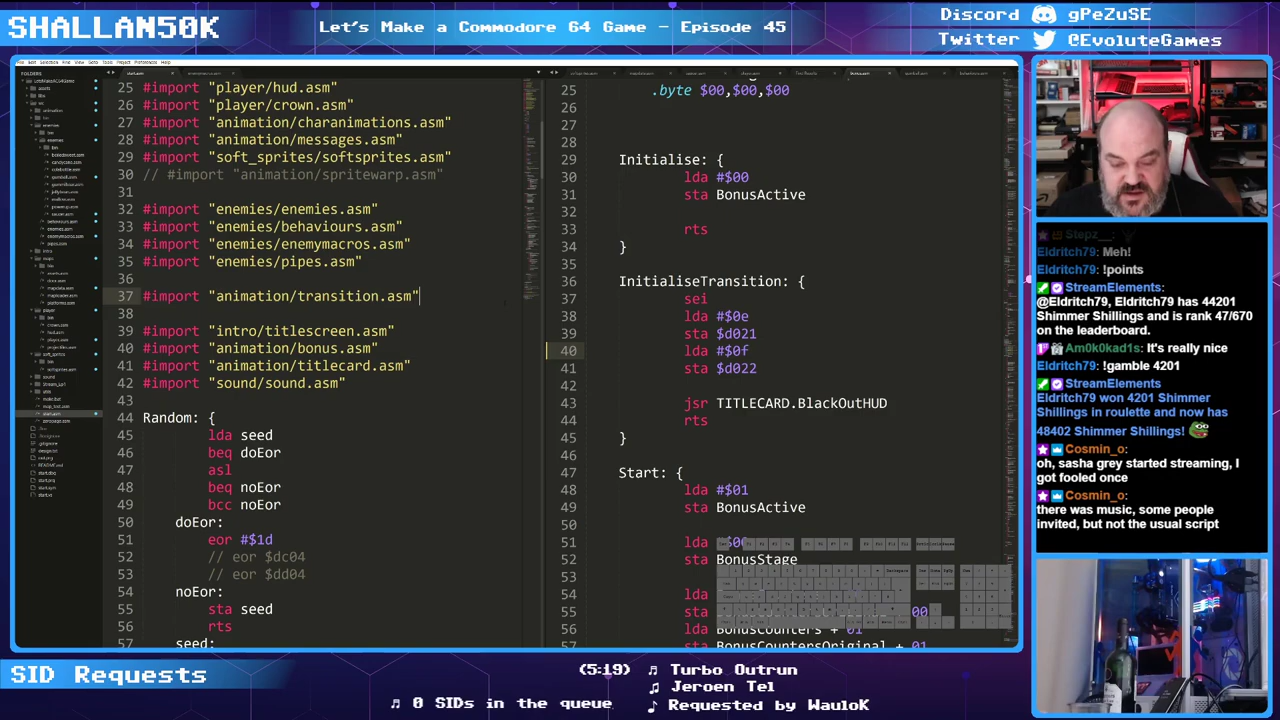 SHALLAN50K
Let's Make a Commodore 64 Game - Episode 45
Discord gPeZuSE
Twitter @EvoluteGames
25 #import "player/hud.asm"
26 #import "player/crown.asm"
27 #import "animation/charanimations.asm"
28 #import "animation/messages.asm"
29 #import "soft_sprites/softsprites.asm"
30 // #import "animation/spritewarp.asm"
31
32 #import "enemies/enemies.asm"
33 #import "enemies/behaviours.asm"
34 #import "enemies/enemymacros.asm"
35 #import "enemies/pipes.asm"
36
37 #import "animation/transition.asm"
38
39 #import "intro/titlescreen.asm"
40 #import "animation/bonus.asm"
41 #import "animation/titlecard.asm"
42 #import "sound/sound.asm"
43
44 Random: {
45 lda seed
46 beq doEor
47 asl
48 beq noEor
49 bcc noEor
50 doEor:
51 eor #$1d
52 // eor $dc04
53 // eor $dd04
54 noEor:
55 sta seed
56 rts
57 seed:
25 .byte $00,$00,$00
26
27
28
29 Initialise: {
30 lda #$00
31 sta BonusActive
32
33 rts
34 }
35
36 InitialiseTransition: {
37 sei
38 lda #$0e
39 sta $d021
40 lda #$0f
41 sta $d022
42
43 jsr TITLECARD.BlackOutHUD
44 rts
45 }
46
47 Start: {
48 lda #$01
49 sta BonusActive
50
51 lda
52 sta BonusStage
53
54 lda
55 sta
56 lda
57
Stepz__:
Eldritch79: Meh!
Eldritch79: !points
StreamElements:
@Eldritch79, Eldritch79 has 44201
Shimmer Shillings and is rank 47/670
on the leaderboard.
Am0k0kad1s: It's really nice
Eldritch79: !gamble 4201
StreamElements
Eldritch79 won 4201 Shimmer
Shillings in roulette and now has
48402 Shimmer Shillings!
Cosmin_o:
oh, sasha grey started streaming, I
got fooled once
Cosmin_o:
there was music, some people
invited, but not the usual script
SID Requests
(5:19) ♬ Turbo Outrun
♫ Jeroen Tel
♬ 0 SIDs in the queue
♪ Requested by WauloK